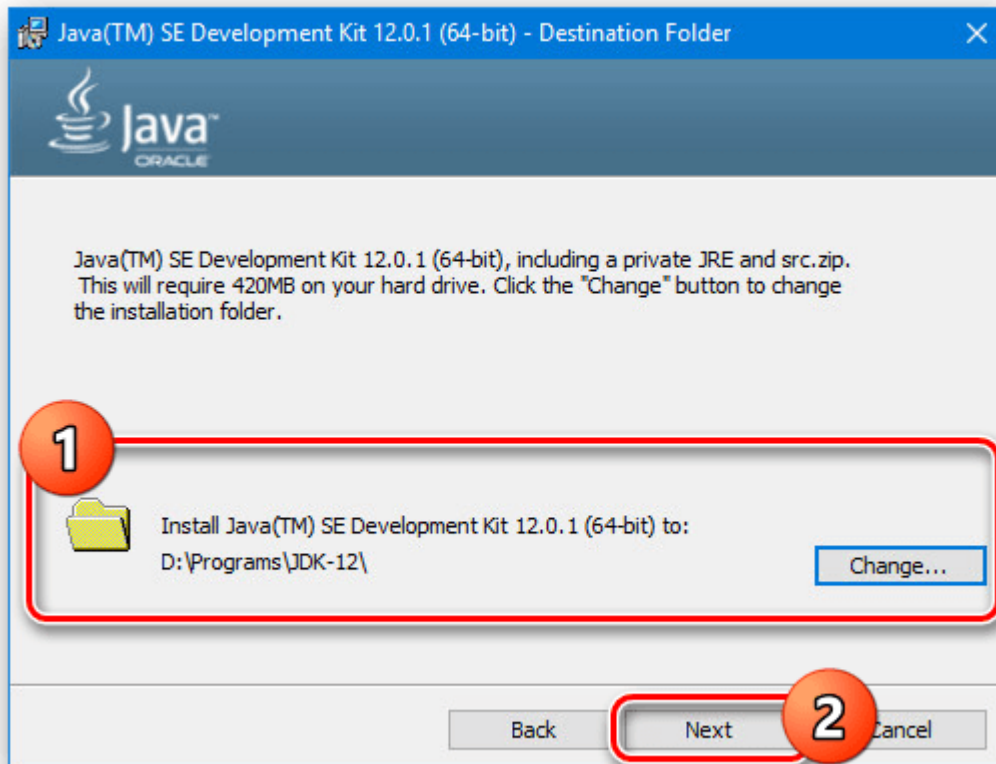 Java(TM) SE Development Kit 12.0.1 (64-bit) - Destination Folder
Java™
ORACLE
Java(TM) SE Development Kit 12.0.1 (64-bit), including a private JRE and src.zip.
This will require 420MB on your hard drive. Click the "Change" button to change
the installation folder.
1
Install Java(TM) SE Development Kit 12.0.1 (64-bit) to:
D:\Programs\JDK-12\
Change...
Back
Next
2
Cancel